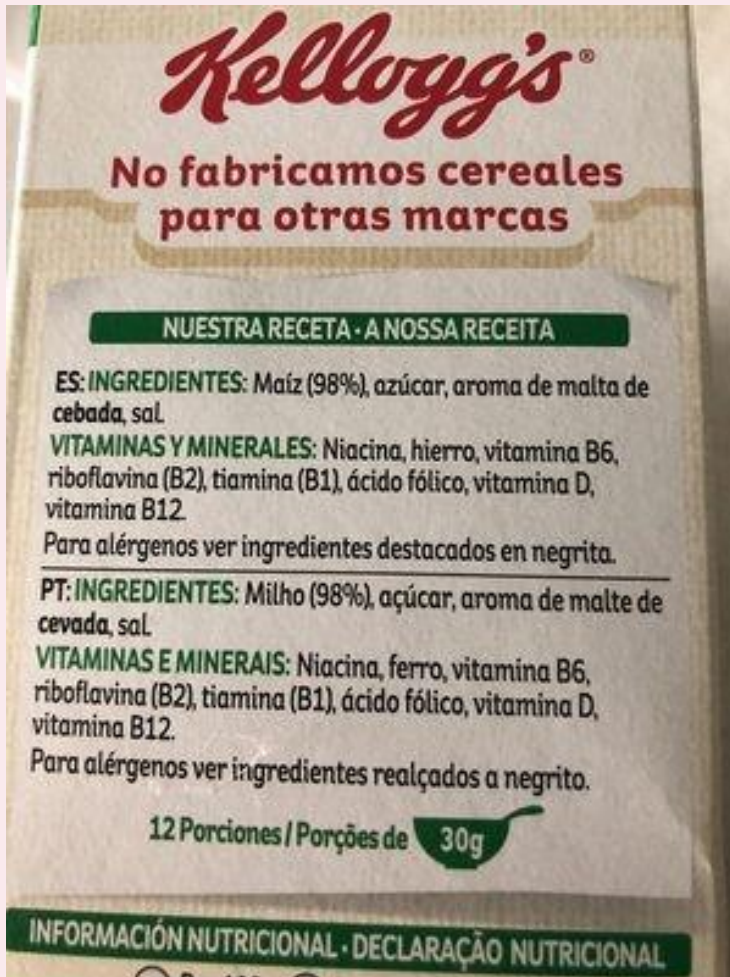 Kellogg's®
No fabricamos cereales
para otras marcas
NUESTRA RECETA · A NOSSA RECEITA
ES: INGREDIENTES: Maíz (98%), azúcar, aroma de malta de
cebada, sal.
VITAMINAS Y MINERALES: Niacina, hierro, vitamina B6,
riboflavina (B2), tiamina (B1), ácido fólico, vitamina D,
vitamina B12.
Para alérgenos ver ingredientes destacados en negrita.
PT: INGREDIENTES: Milho (98%), açúcar, aroma de malte de
cevada, sal.
VITAMINAS E MINERAIS: Niacina, ferro, vitamina B6,
riboflavina (B2), tiamina (B1), ácido fólico, vitamina D,
vitamina B12.
Para alérgenos ver ingredientes realçados a negrito.
12 Porciones / Porções de 30g
INFORMACIÓN NUTRICIONAL · DECLARAÇÃO NUTRICIONAL